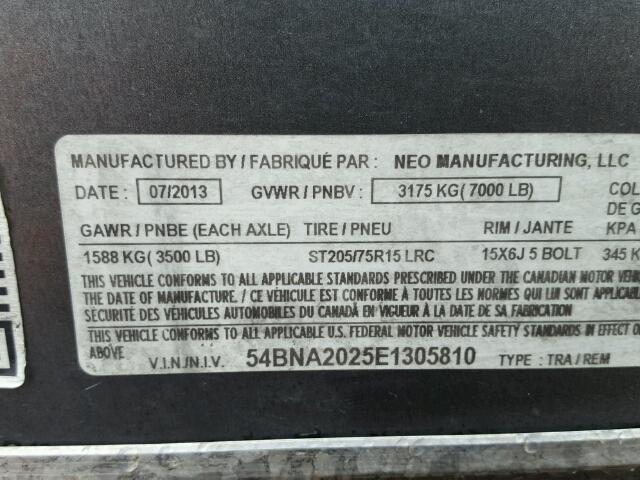 MANUFACTURED BY / FABRIQUÉ PAR : NEO MANUFACTURING, LLC
DATE : 07/2013 GVWR / PNBV : 3175 KG( 7000 LB) COL
DE G
GAWR / PNBE (EACH AXLE) TIRE / PNEU RIM / JANTE KPA
1588 KG( 3500 LB) ST205/75R15 LRC 15X6J 5 BOLT 345 K
THIS VEHICLE CONFORMS TO ALL APPLICABLE STANDARDS PRESCRIBED UNDER THE CANADIAN MOTOR VEHIC
THE DATE OF MANUFACTURE. / CE VÉHICULE EST CONFORME À TOUTES LES NORMES QUI LUI SONT APPLICABL
SÉCURITÉ DES VÉHICULES AUTOMOBILES DU CANADA EN VIGUEUR À LA DATE DE SA FABRICATION.
THIS VEHICLE CONFORMS TO ALL APPLICABLE U.S. FEDERAL MOTOR VEHICLE SAFETY STANDARDS IN EFFECT O
ABOVE
V.I.N./N.I.V. 54BNA2025E1305810 TYPE : TRA / REM